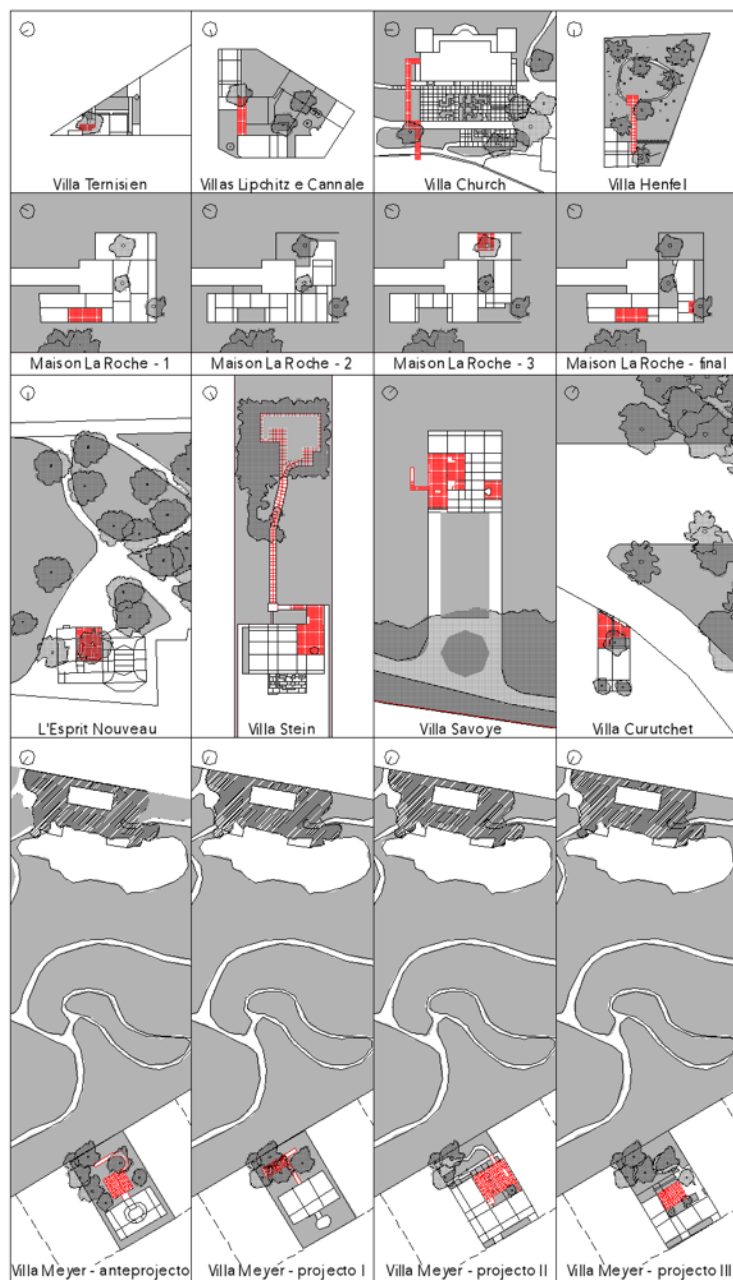 Villa Ternisien
Villas Lipchitz e Cannale
Villa Church
Villa Henfel
Maison La Roche - 1
Maison La Roche - 2
Maison La Roche - 3
Maison La Roche - final
L'Esprit Nouveau
Villa Stein
Villa Savoye
Villa Curutchet
Villa Meyer - anteprojecto
Villa Meyer - projecto I
Villa Meyer - projecto II
Villa Meyer - projecto III